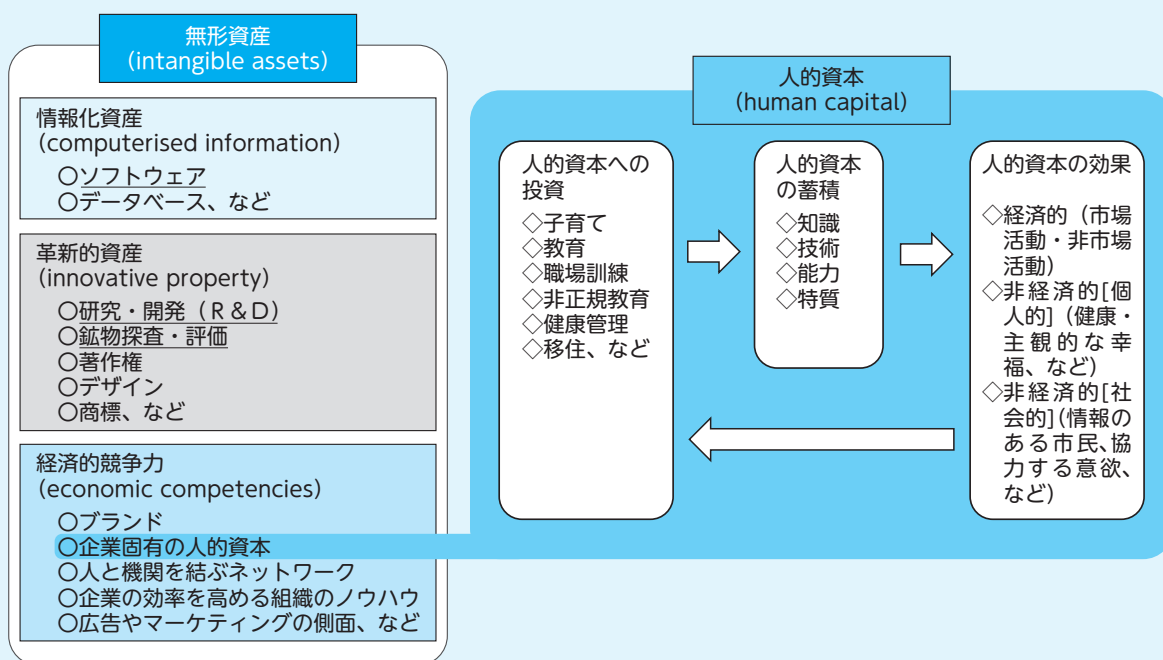 無形資産
(intangible assets)
情報化資産
(computerised information)
○ソフトウェア
○データベース、など
革新的資産
(innovative property)
○研究・開発（R＆D）
○鉱物探査・評価
○著作権
○デザイン
○商標、など
経済的競争力
(economic competencies)
○ブランド
○企業固有の人的資本
○人と機関を結ぶネットワーク
○企業の効率を高める組織のノウハウ
○広告やマーケティングの側面、など
人的資本
(human capital)
人的資本への
投資
◇子育て
◇教育
◇職場訓練
◇非正規教育
◇健康管理
◇移住、など
人的資本
の蓄積
◇知識
◇技術
◇能力
◇特質
人的資本の効果
◇経済的（市場
活動・非市場
活動）
◇非経済的[個
人的]（健康・
主観的な幸
福、など）
◇非経済的[社
会的]（情報の
ある市民、協
力する意欲、
など）